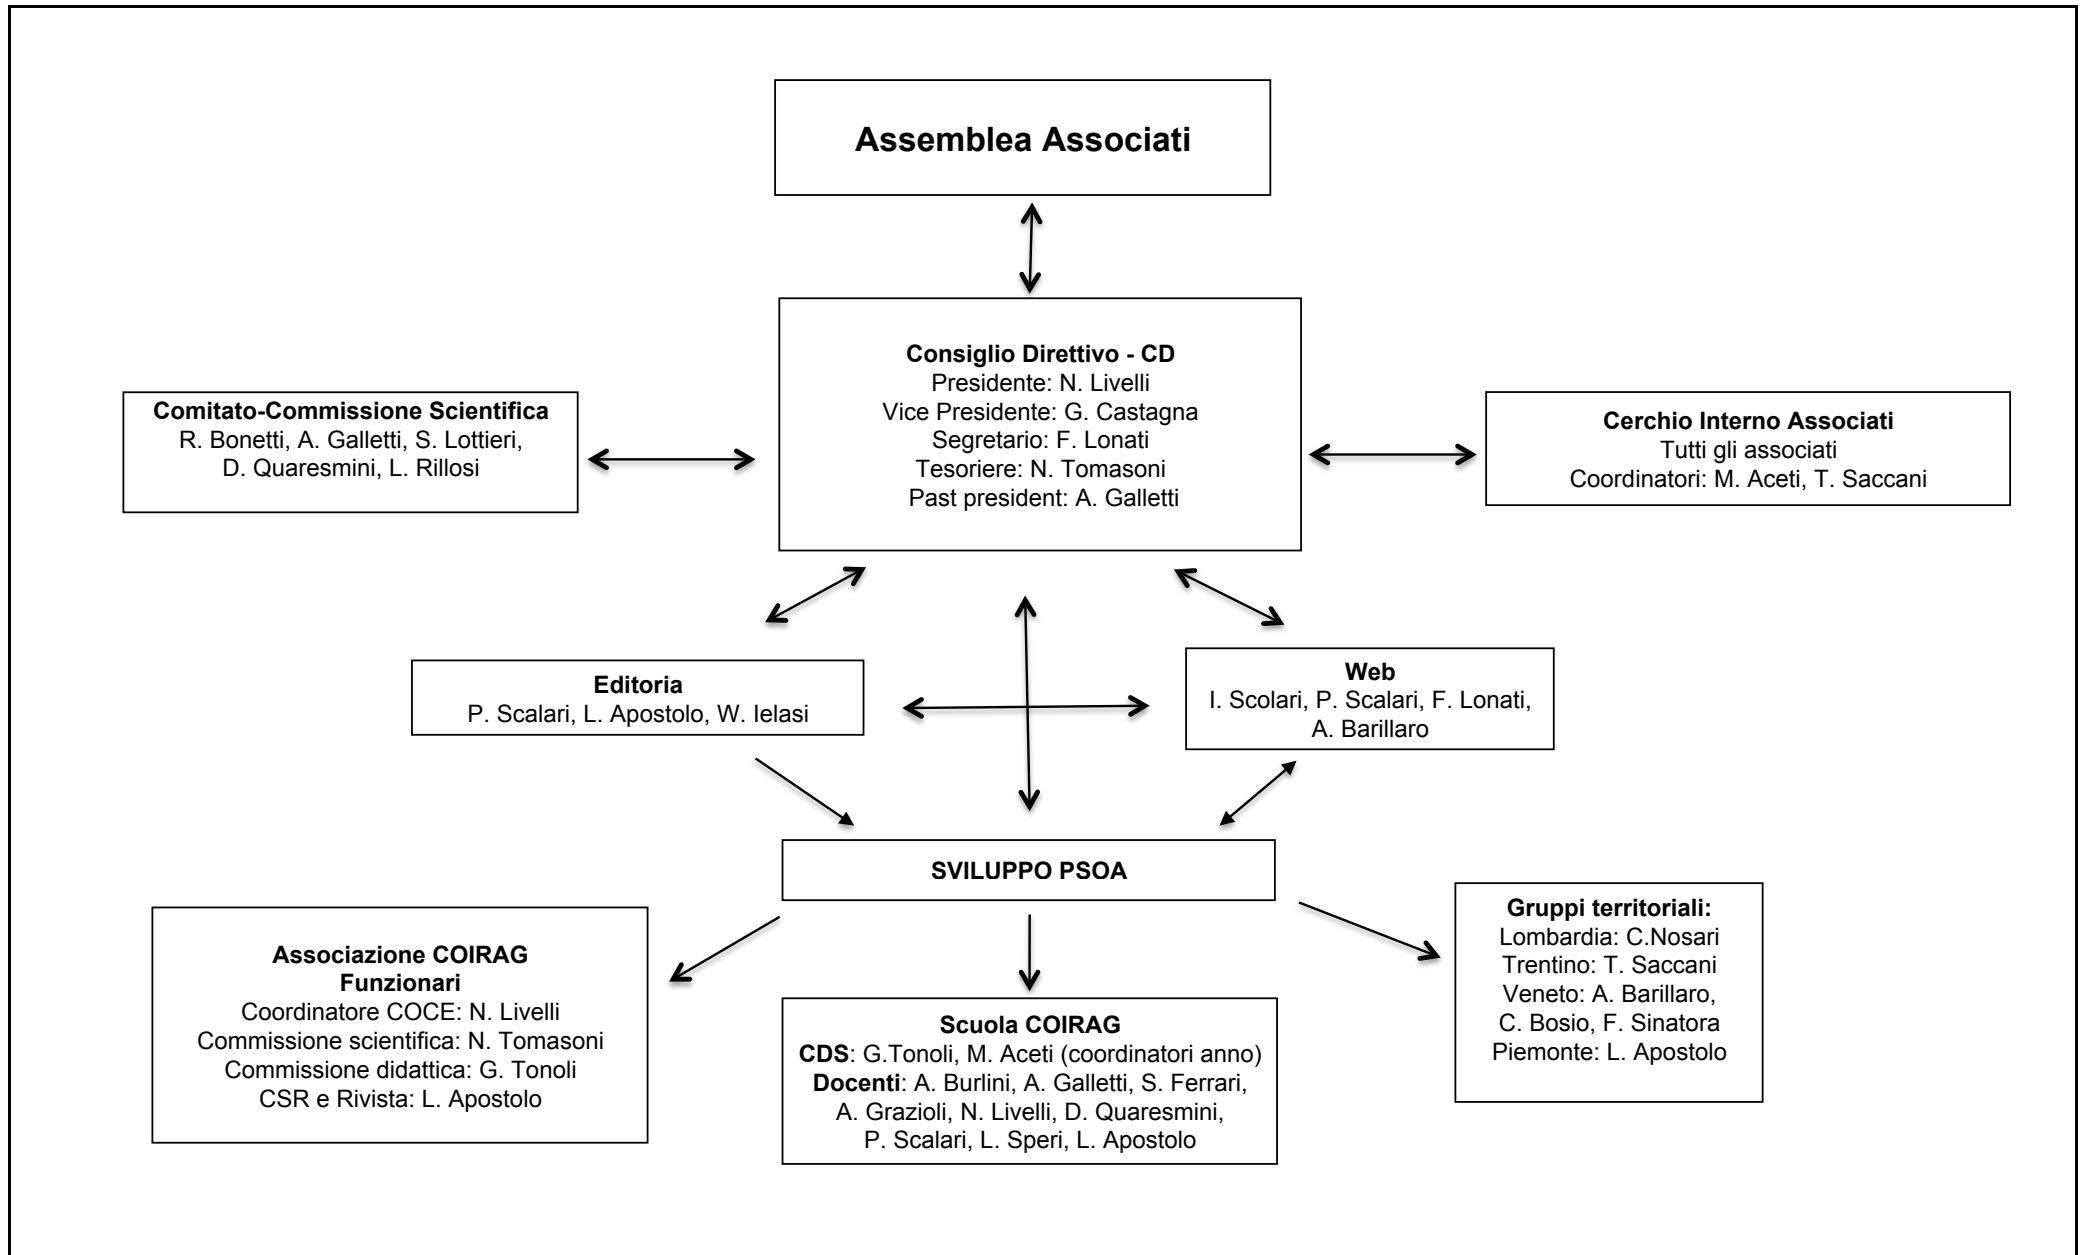 Assemblea Associati
Consiglio Direttivo - CD
Presidente: N. Livelli
Vice Presidente: G. Castagna
Segretario: F. Lonati
Tesoriere: N. Tomasoni
Past president: A. Galletti
Comitato-Commissione Scientifica
R. Bonetti, A. Galletti, S. Lottieri,
D. Quaresmini, L. Rillosi
Cerchio Interno Associati
Tutti gli associati
Coordinatori: M. Aceti, T. Saccani
Editoria
P. Scalari, L. Apostolo, W. Ielasi
Web
I. Scolari, P. Scalari, F. Lonati,
A. Barillaro
SVILUPPO PSOA
Associazione COIRAG
Funzionari
Coordinatore COCE: N. Livelli
Commissione scientifica: N. Tomasoni
Commissione didattica: G. Tonoli
CSR e Rivista: L. Apostolo
Scuola COIRAG
CDS: G.Tonoli, M. Aceti (coordinatori anno)
Docenti: A. Burlini, A. Galletti, S. Ferrari,
A. Grazioli, N. Livelli, D. Quaresmini,
P. Scalari, L. Speri, L. Apostolo
Gruppi territoriali:
Lombardia: C.Nosari
Trentino: T. Saccani
Veneto: A. Barillaro,
C. Bosio, F. Sinatora
Piemonte: L. Apostolo